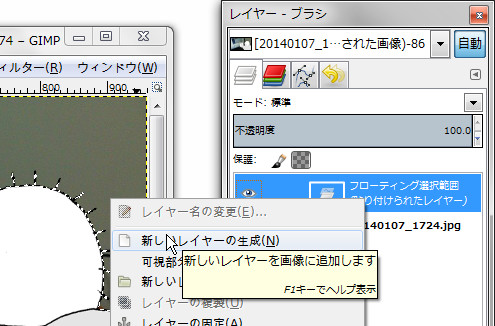 74 – GIMP
ィルター(R) ウィンドウ(W)
800 900
レイヤー - ブラシ
[20140107_1…された画像)-86 自動
モード: 標準
不透明度 100.0
保護:
フローティング選択範囲
り付けられたレイヤー)
140107_1724.jpg
レイヤー名の変更(E)...
新しいレイヤーの生成(N)
可視部
新しいレイヤーを画像に追加します
新しい
F1キーでヘルプ表示
レイヤーの複製(U)
レイヤーの固定(A)